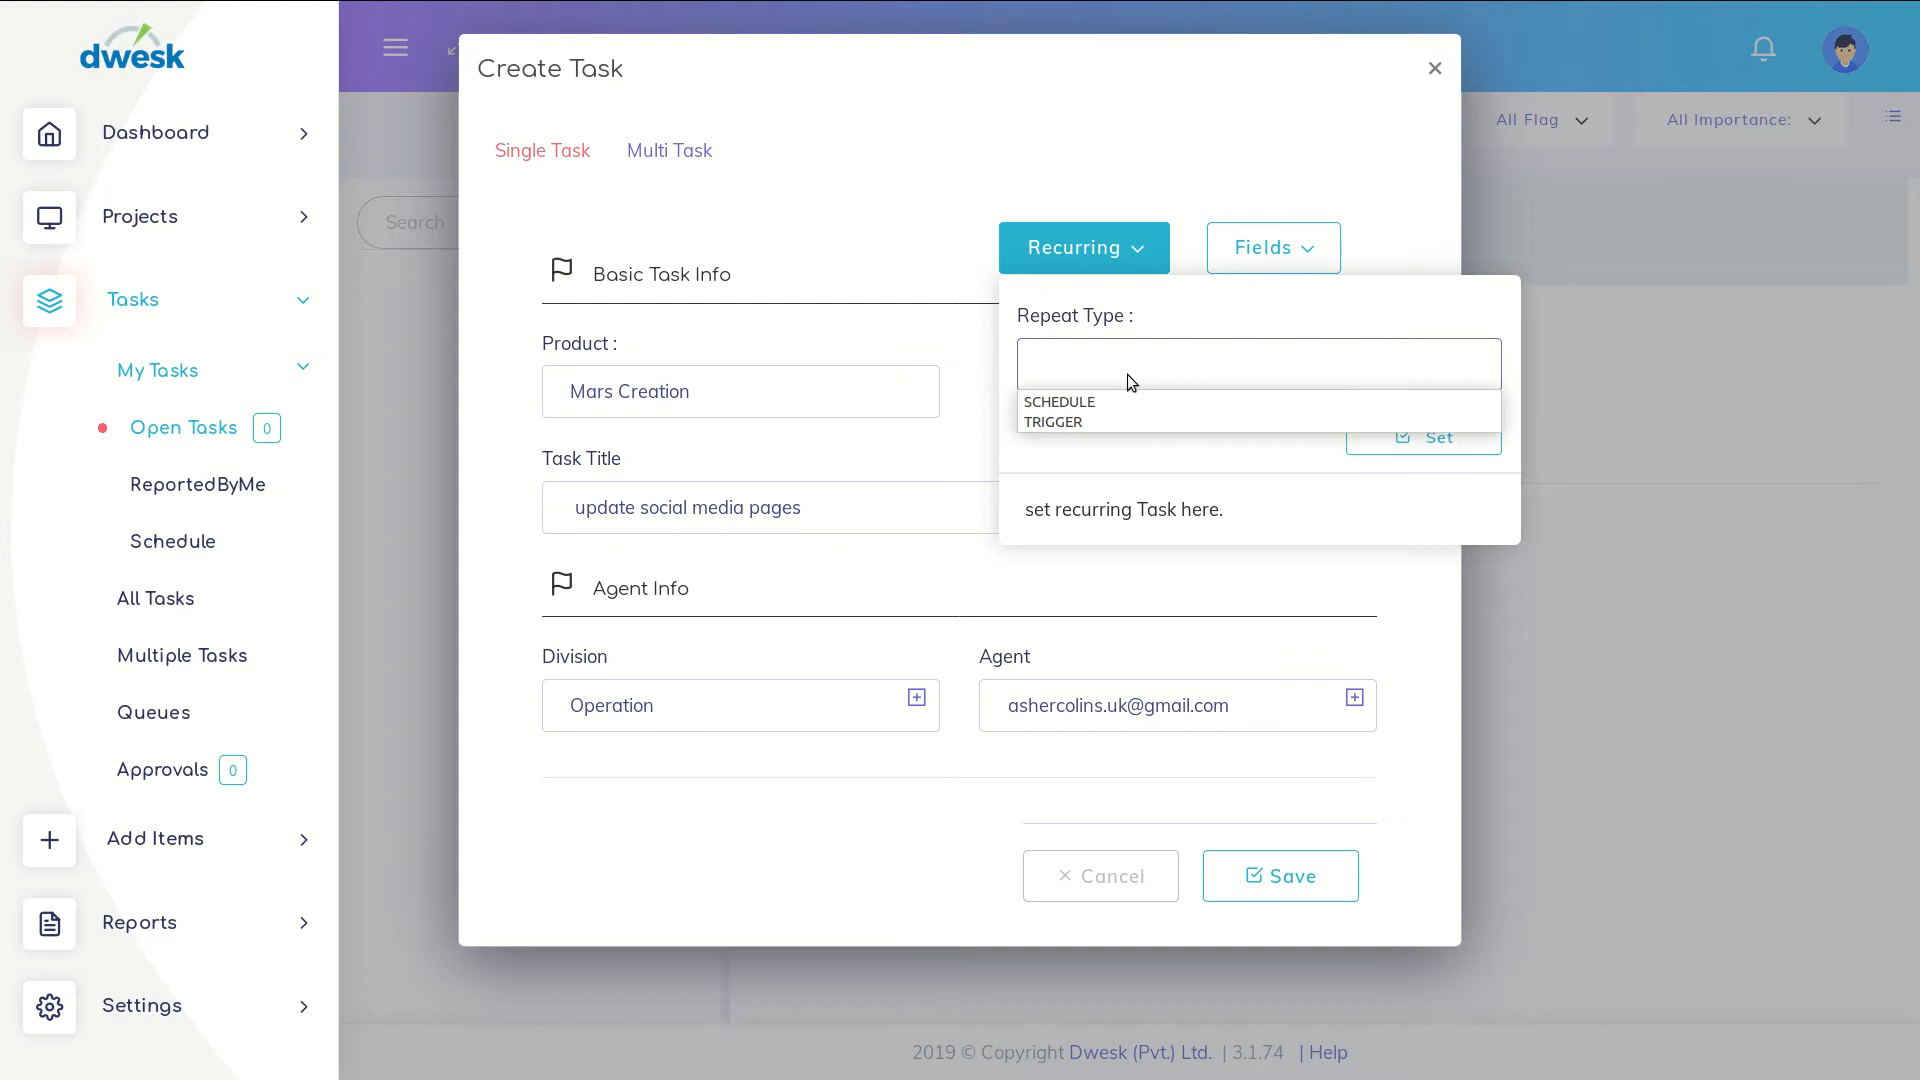 dwesk
Dashboard
Projects
Tasks
My Tasks
Open Tasks 0
ReportedByMe
Schedule
All Tasks
Multiple Tasks
Queues
Approvals 0
Add Items
Reports
Settings
All Flag
All Importance:
Search
Create Task
×
Single Task Multi Task
Recurring Fields
Basic Task Info
Product :
Mars Creation
Task Title
update social media pages
Repeat Type :
SCHEDULE
TRIGGER
Set
set recurring Task here.
Agent Info
Division Agent
Operation ashercolins.uk@gmail.com
Cancel Save
2019 © Copyright Dwesk (Pvt.) Ltd. | 3.1.74 | Help